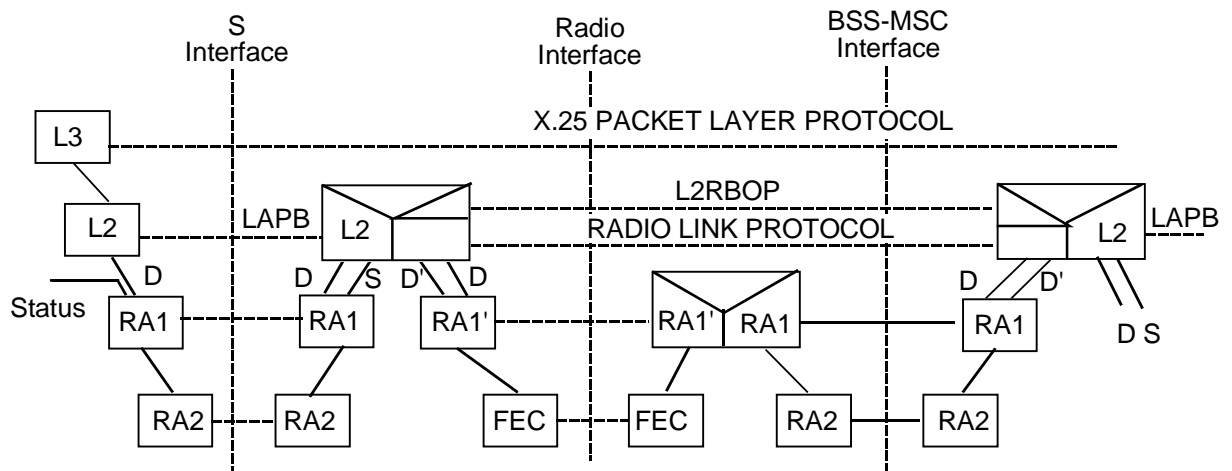 S
Interface
Radio
Interface
BSS-MSC
Interface
X.25 PACKET LAYER PROTOCOL
L3
L2RBOP
L2
LAPB
L2
RADIO LINK PROTOCOL
L2
LAPB
D
D
S
D'
D
D
D'
Status
RA1
RA1
RA1'
RA1'
RA1
RA1
D S
RA2
RA2
FEC
FEC
RA2
RA2